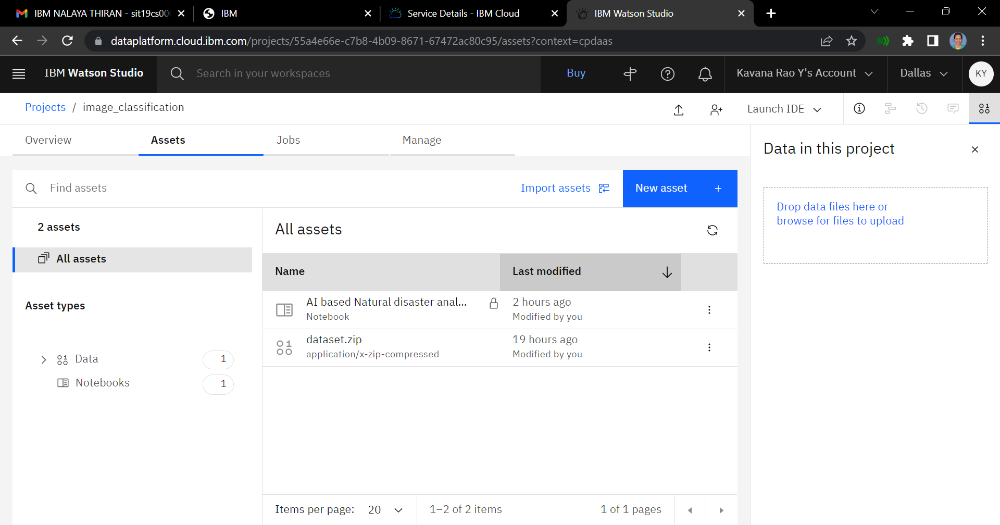 IBM NALAYA THIRAN - sit19cs00
IBM
Service Details - IBM Cloud
IBM Watson Studio
dataplatform.cloud.ibm.com/projects/55a4e66e-c7b8-4b09-8671-67472ac80c95/assets?context=cpdaas
IBM Watson Studio
Search in your workspaces
Buy
Kavana Rao Y's Account
Dallas
KY
Projects / image_classification
Launch IDE
Overview
Assets
Jobs
Manage
Data in this project
Drop data files here or
browse for files to upload
Find assets
Import assets
New asset +
2 assets
All assets
Asset types
Data 1
Notebooks 1
All assets
Name
Last modified
AI based Natural disaster anal...
Notebook
2 hours ago
Modified by you
dataset.zip
application/x-zip-compressed
19 hours ago
Modified by you
Items per page: 20
1–2 of 2 items
1 of 1 pages